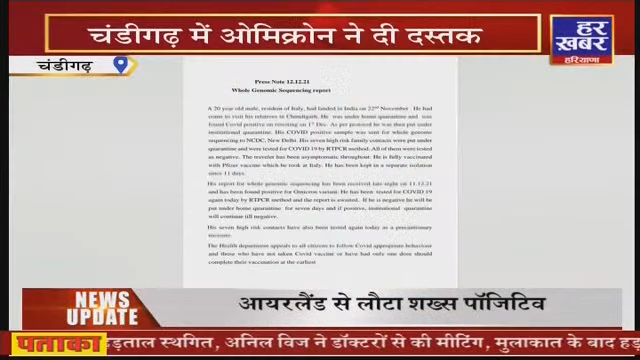 चंडीगढ़ में ओमिक्रोन ने दी दस्तक
हर
ख़बर
हरियाणा
चंडीगढ़
Press Note 12.12.21
Whole Genomic Sequencing report
A 20 year old male, resident of Italy, had landed in India on 22nd November. He had
come to visit his relatives in Chandigarh. He was under home quarantine and was
found Covid positive on retesting on 1st Dec. As per protocol he was then put under
institutional quarantine. His COVID positive sample was sent for whole genome
sequencing to NCDC, New Delhi. His seven high risk family contacts were put under
quarantine and were tested for COVID 19 by RTPCR method. All of them were tested
as negative. The traveler has been asymptomatic throughout. He is fully vaccinated
with Pfizer vaccine which he took at Italy. He has been kept in a separate isolation
since 11 days.
His report for whole genomic sequencing has been received late night on 11.12.21
and has been found positive for Omicron variant. He has been tested for COVID 19
again today by RTPCR method and the report is awaited. If he is negative he will be
put under home quarantine for seven days and if positive, institutional quarantine
will continue till negative.
His seven high risk contacts have also been tested again today as a precautionary
measure.
The Health department appeals to all citizens to follow Covid appropriate behaviour
and those who have not taken Covid vaccine or have had only one dose should
complete their vaccination at the earliest
NEWS
UPDATE
आयरलैंड से लौटा शख्स पॉजिटिव
पताका
हड़ताल स्थगित, अनिल विज ने डॉक्टरों से की मीटिंग, मुलाकात के बाद हड़